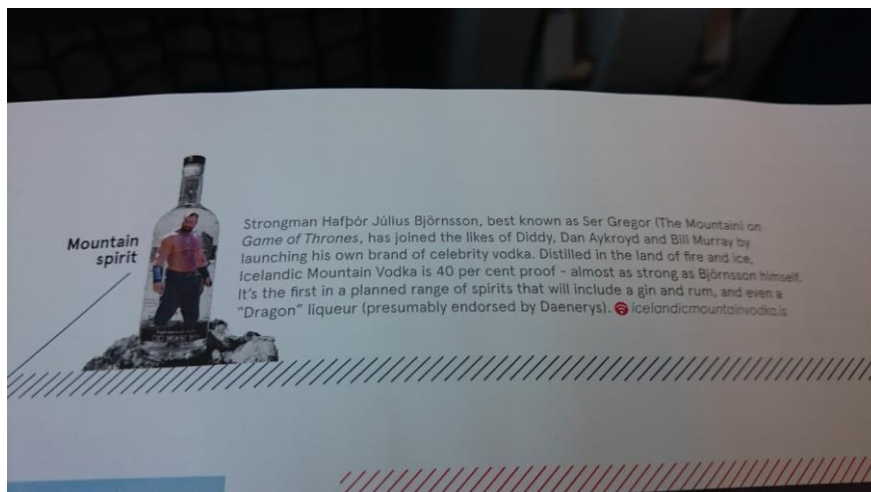 Mountain
spirit
Strongman Hafþór Júlíus Björnsson, best known as Ser Gregor (The Mountain) on
Game of Thrones, has joined the likes of Diddy, Dan Aykroyd and Bill Murray by
launching his own brand of celebrity vodka. Distilled in the land of fire and ice,
Icelandic Mountain Vodka is 40 per cent proof - almost as strong as Björnsson himself.
It's the first in a planned range of spirits that will include a gin and rum, and even a
"Dragon" liqueur (presumably endorsed by Daenerys). icelandicmountainvodka.is